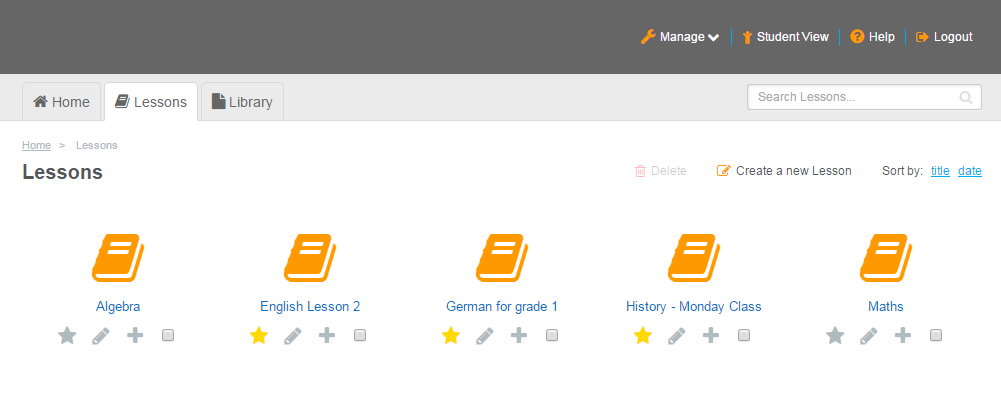 Manage Student View Help Logout
Home Lessons Library Search Lessons...
Home > Lessons
Lessons Delete Create a new Lesson Sort by: title date
Algebra English Lesson 2 German for grade 1 History - Monday Class Maths